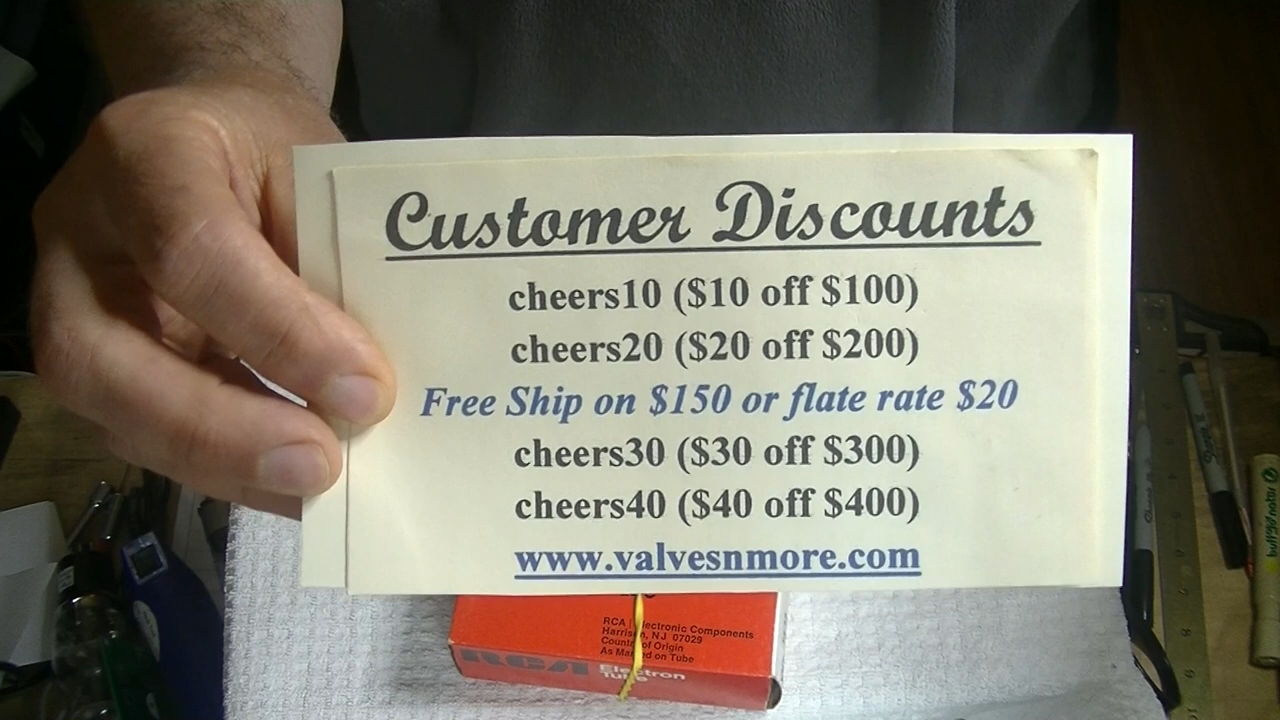 Customer Discounts
cheers10 ($10 off $100)
cheers20 ($20 off $200)
Free Ship on $150 or flate rate $20
cheers30 ($30 off $300)
cheers40 ($40 off $400)
www.valvesnmore.com
RCA | Electronic Components
Harrison, NJ 07029
Country of Origin
As Marked on Tube
RCA Electron
Tube